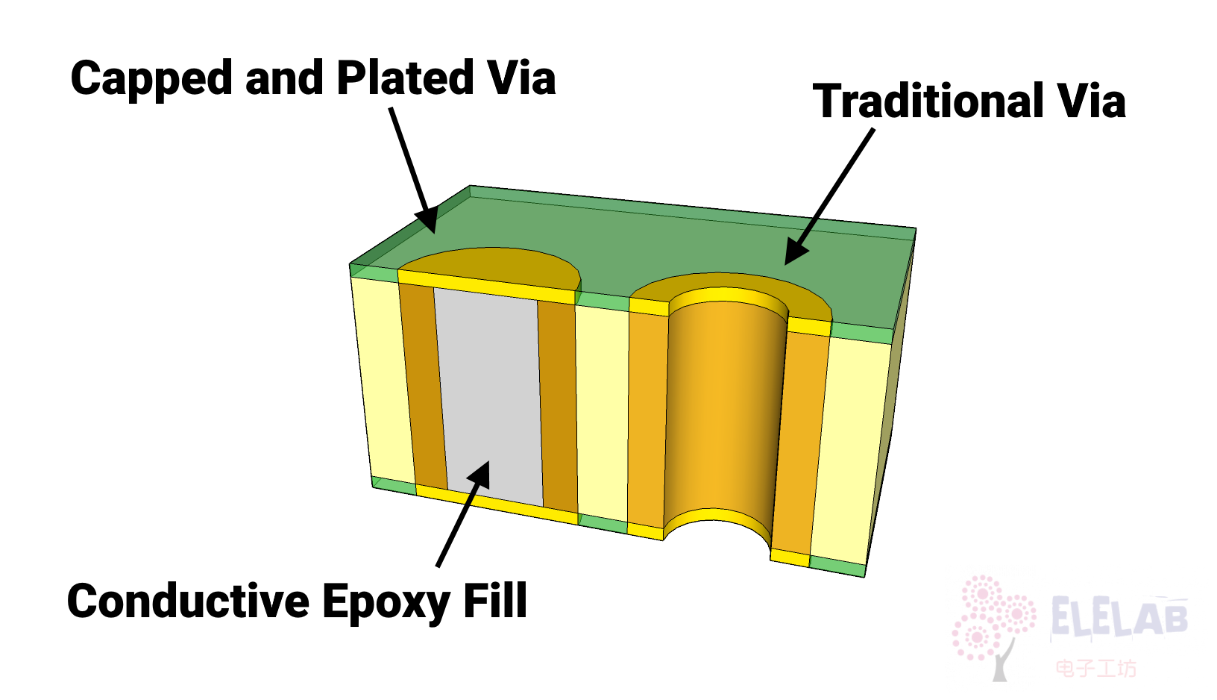 Capped and Plated Via
Traditional Via
Conductive Epoxy Fill
ELELAB
电子工坊